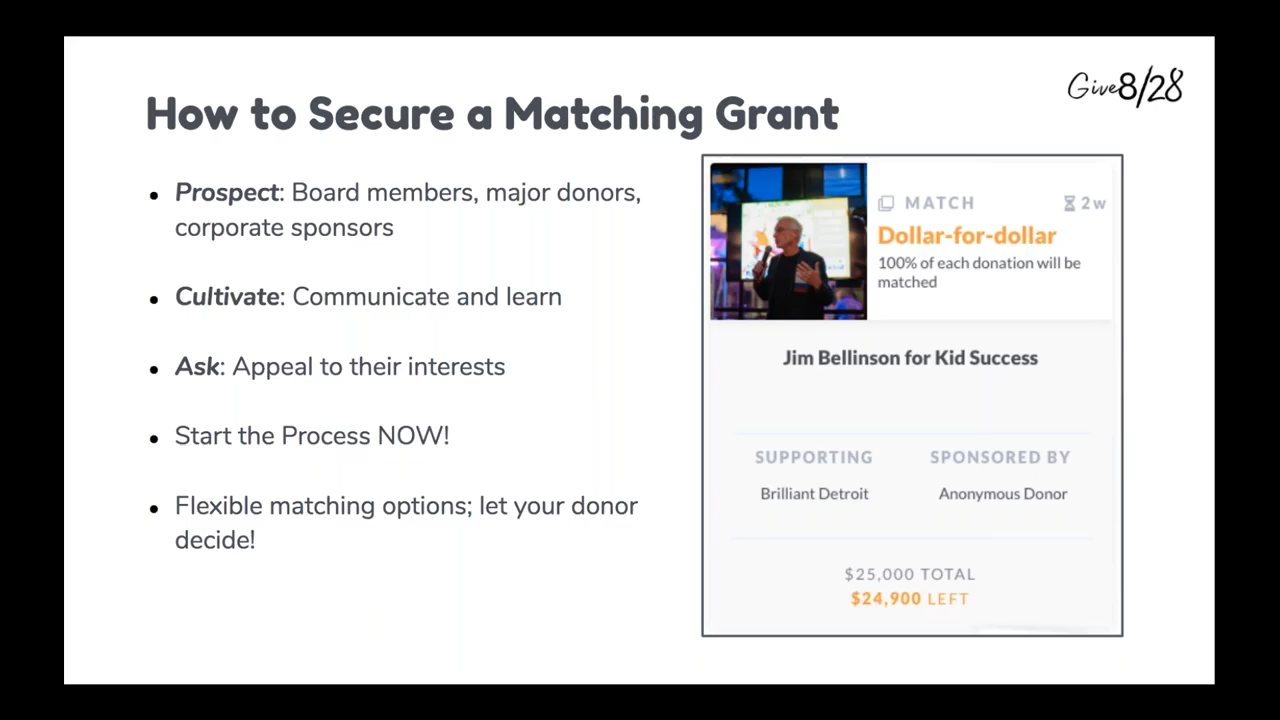 Give8/28
How to Secure a Matching Grant
Prospect: Board members, major donors,
corporate sponsors
Cultivate: Communicate and learn
Ask: Appeal to their interests
Start the Process NOW!
Flexible matching options; let your donor
decide!
MATCH
2w
Dollar-for-dollar
100% of each donation will be
matched
Jim Bellinson for Kid Success
SUPPORTING
Brilliant Detroit
SPONSORED BY
Anonymous Donor
$25,000 TOTAL
$24,900 LEFT